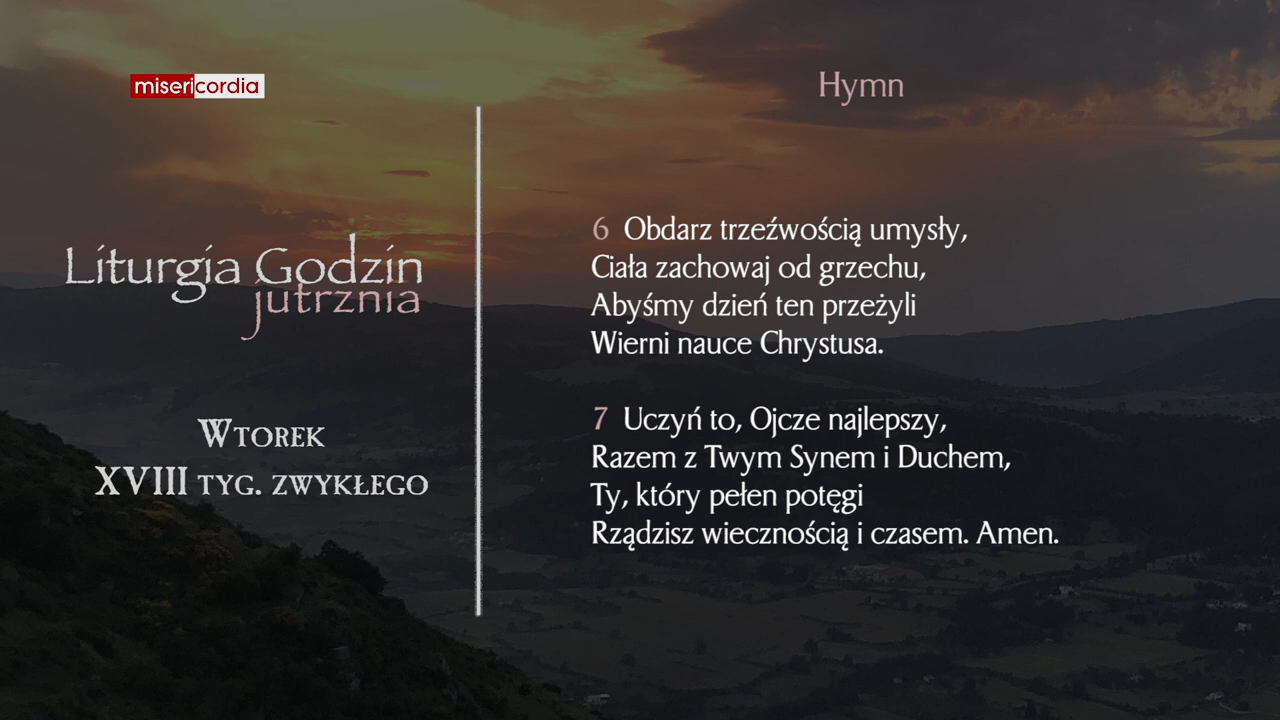 misericordia
Liturgia Godzin
jutrznia
Wtorek
XVIII tyg. zwykłego
Hymn
6 Obdarz trzeźwością umysły,
Ciała zachowaj od grzechu,
Abyśmy dzień ten przeżyli
Wierni nauce Chrystusa.
7 Uczyń to, Ojcze najlepszy,
Razem z Twym Synem i Duchem,
Ty, który pełen potęgi
Rządzisz wiecznością i czasem. Amen.